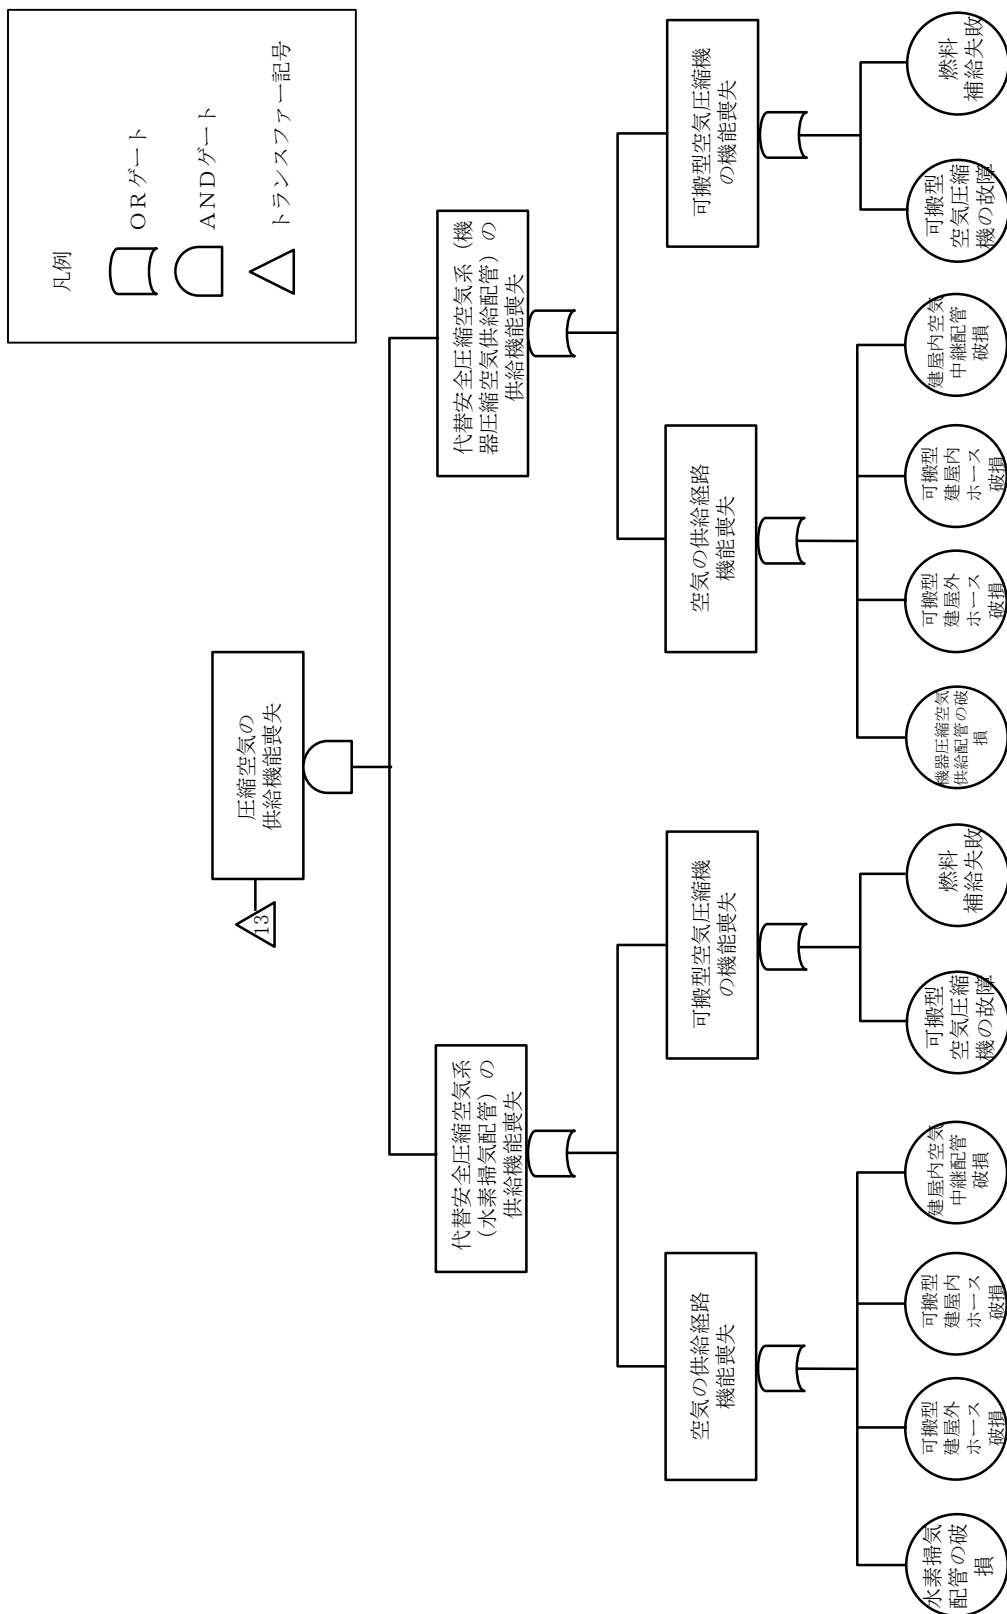 凡例
ORゲート
ANDゲート
トランスファー記号
13
圧縮空気の
供給機能喪失
代替安全圧縮空気系
(水素掃気配管)の
供給機能喪失
代替安全圧縮空気系(機
器圧縮空気供給配管)の
供給機能喪失
空気の供給経路
機能喪失
可搬型空気圧縮機
の機能喪失
空気の供給経路
機能喪失
可搬型空気圧縮機
の機能喪失
水素掃気
配管の破
損
可搬型
建屋外
ホース
破損
可搬型
建屋内
ホース
破損
建屋内空気
中継配管
破損
可搬型
空気圧縮
機の故障
燃料
補給失敗
機器圧縮空気
供給配管の破
損
可搬型
建屋外
ホース
破損
可搬型
建屋内
ホース
破損
建屋内空気
中継配管
破損
可搬型
空気圧縮
機の故障
燃料
補給失敗